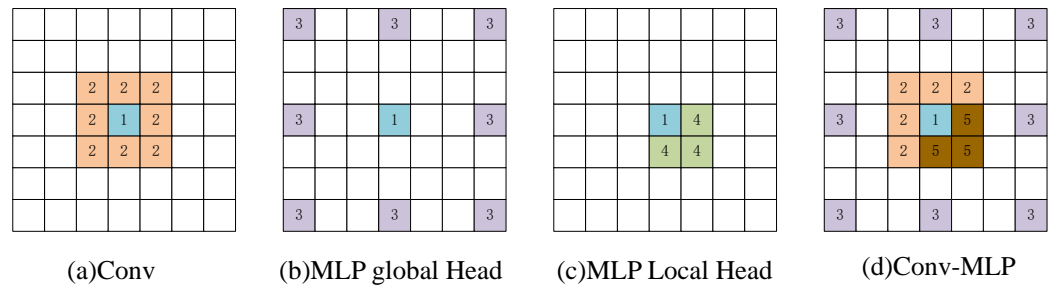 3 3 3 3 3 3
2 2 2 2 2 2
2 1 2 3 1 3 1 4 3 2 1 5 3
2 2 2 4 4 2 5 5
3 3 3 3 3 3
(a)Conv (b)MLP global Head (c)MLP Local Head (d)Conv-MLP